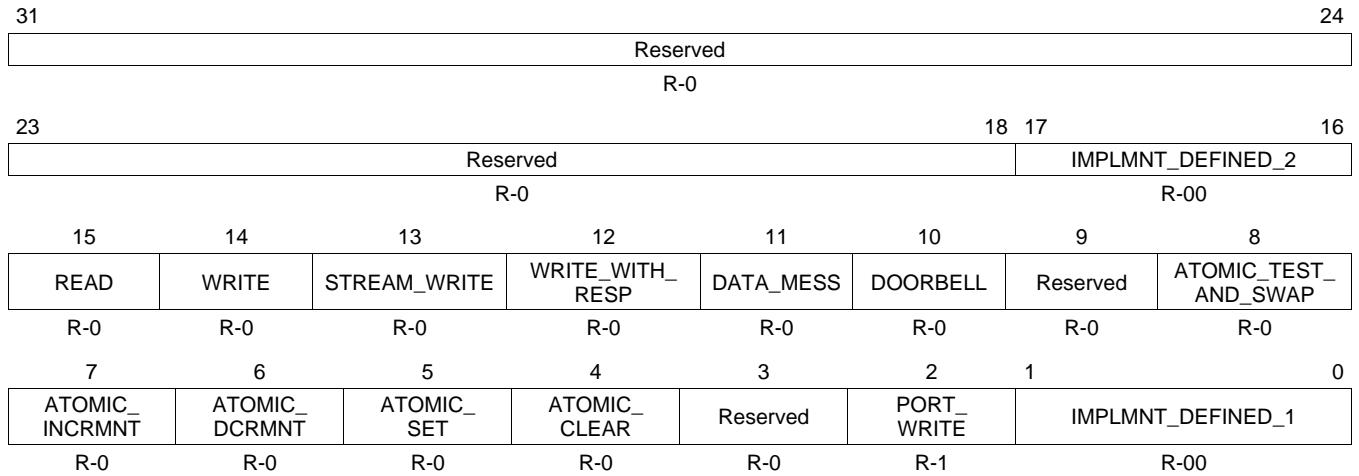 31 24
Reserved
R-0
23 18 17 16
Reserved IMPLMNT_DEFINED_2
R-0 R-00
15 14 13 12 11 10 9 8
READ WRITE STREAM_WRITE WRITE_WITH_ RESP DATA_MESS DOORBELL Reserved ATOMIC_TEST_ AND_SWAP
R-0 R-0 R-0 R-0 R-0 R-0 R-0 R-0
7 6 5 4 3 2 1 0
ATOMIC_ INCRMNT ATOMIC_ DCRMNT ATOMIC_ SET ATOMIC_ CLEAR Reserved PORT_ WRITE IMPLMNT_DEFINED_1
R-0 R-0 R-0 R-0 R-0 R-1 R-00